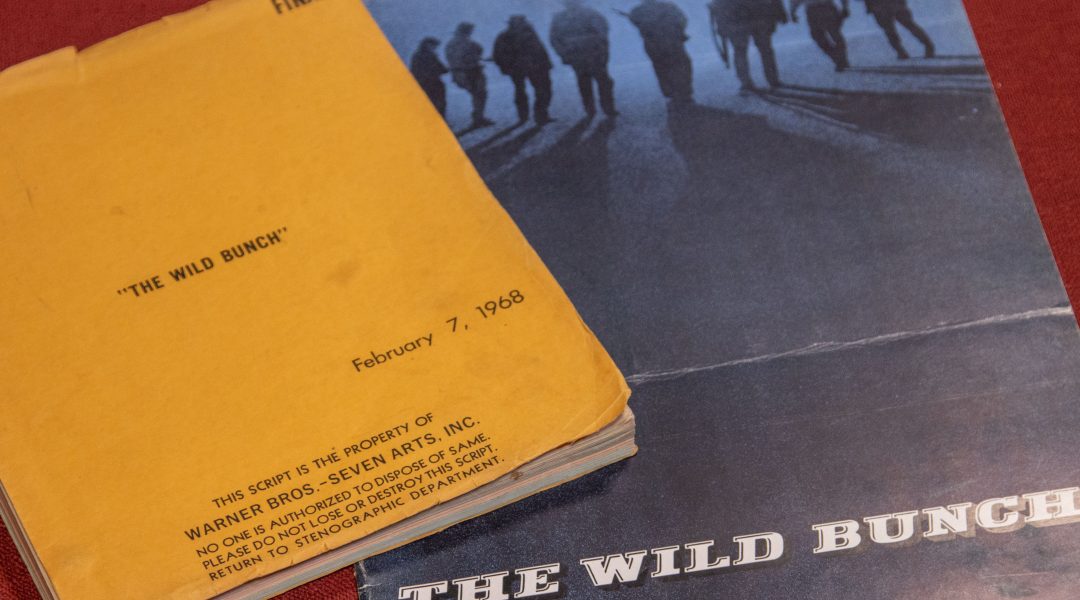 "THE WILD BUNCH"
February 7, 1968
THIS SCRIPT IS THE PROPERTY OF
WARNER BROS.–SEVEN ARTS, INC.
NO ONE IS AUTHORIZED TO DISPOSE OF SAME.
PLEASE DO NOT LOSE OR DESTROY THIS SCRIPT.
RETURN TO STENOGRAPHIC DEPARTMENT.
THE WILD BUNCH